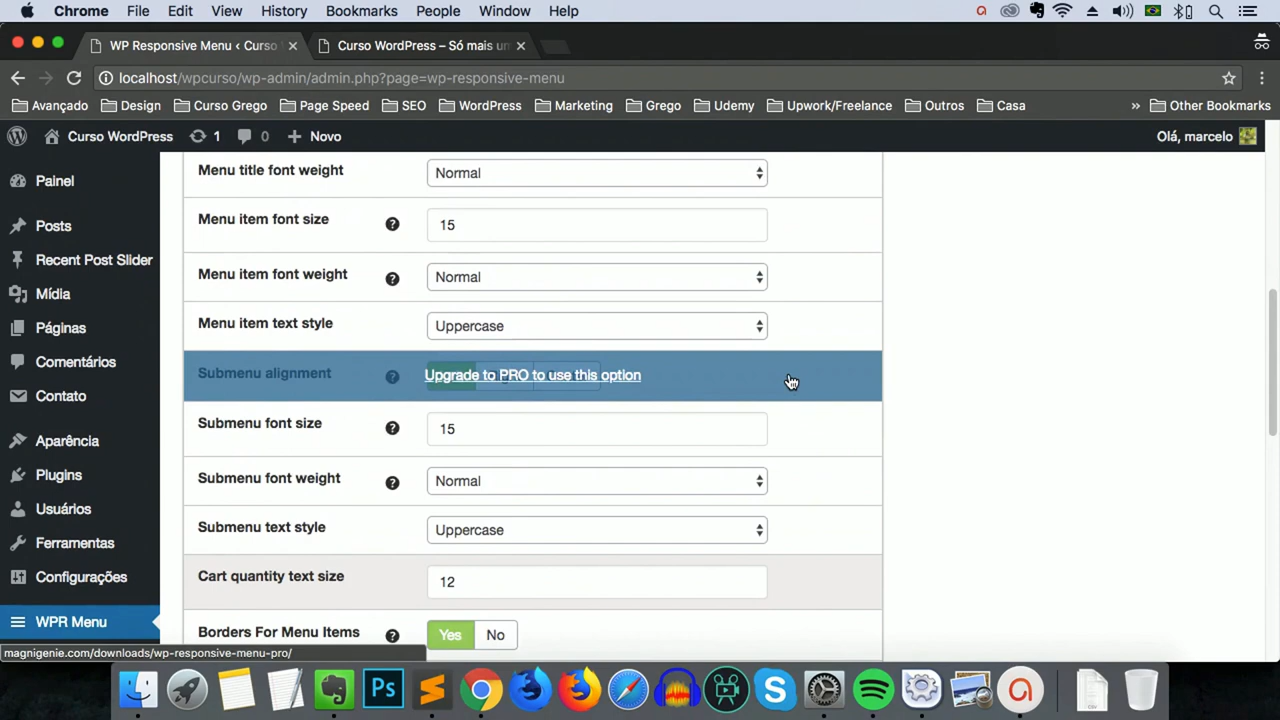 Chrome File Edit View History Bookmarks People Window Help
WP Responsive Menu ‹ Curso
Curso WordPress – Só mais un
localhost/wpcurso/wp-admin/admin.php?page=wp-responsive-menu
Avançado Design Curso Grego Page Speed SEO WordPress Marketing Grego Udemy Upwork/Freelance Outros Casa » Other Bookmarks
Curso WordPress 1 0 Novo Olá, marcelo
Painel
Posts
Recent Post Slider
Mídia
Páginas
Comentários
Contato
Aparência
Plugins
Usuários
Ferramentas
Configurações
WPR Menu
Menu title font weight Normal
Menu item font size 15
Menu item font weight Normal
Menu item text style Uppercase
Submenu alignment Upgrade to PRO to use this option
Submenu font size 15
Submenu font weight Normal
Submenu text style Uppercase
Cart quantity text size 12
Borders For Menu Items Yes No
magnigenie.com/downloads/wp-responsive-menu-pro/
Ps